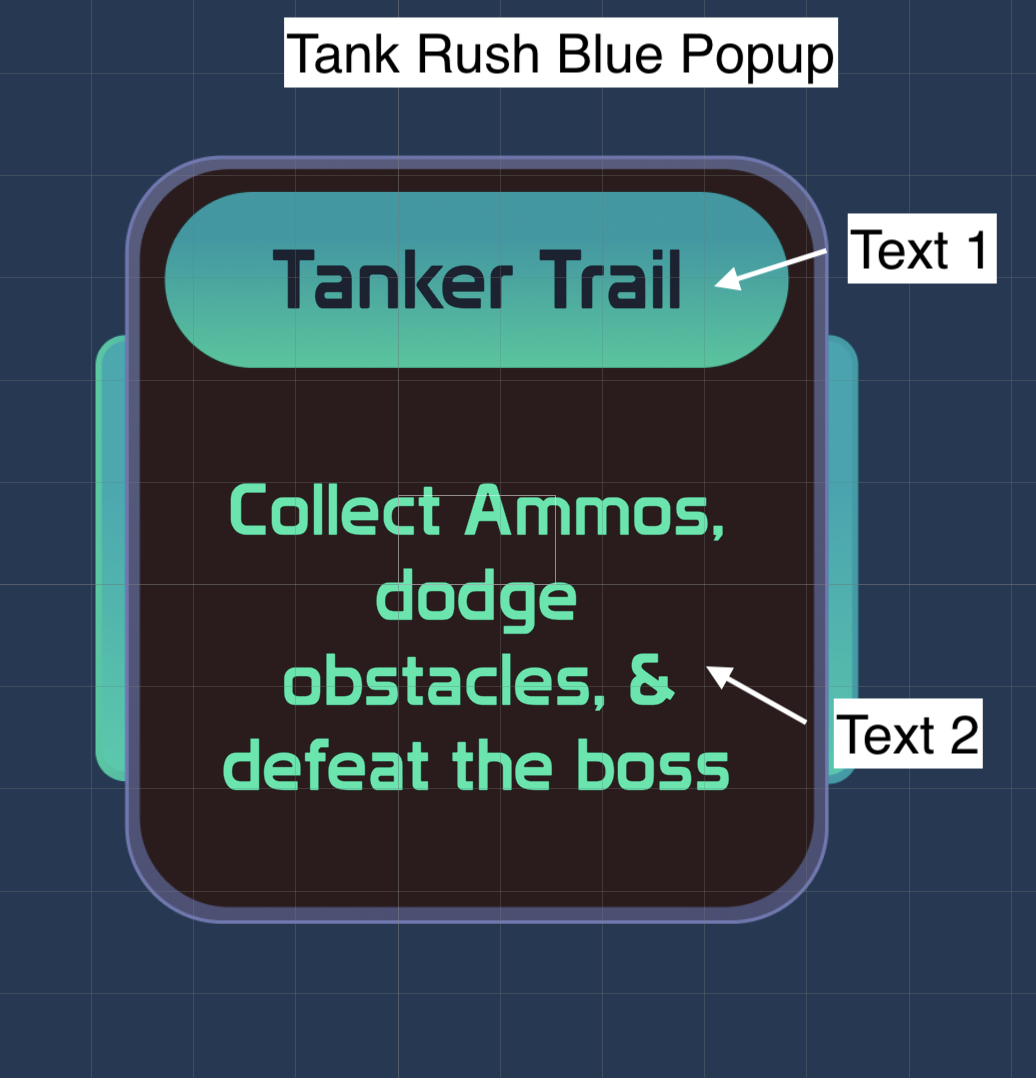 Tank Rush Blue Popup
Tanker Trail
Text 1
Collect Ammos,
dodge
obstacles, &
defeat the boss
Text 2